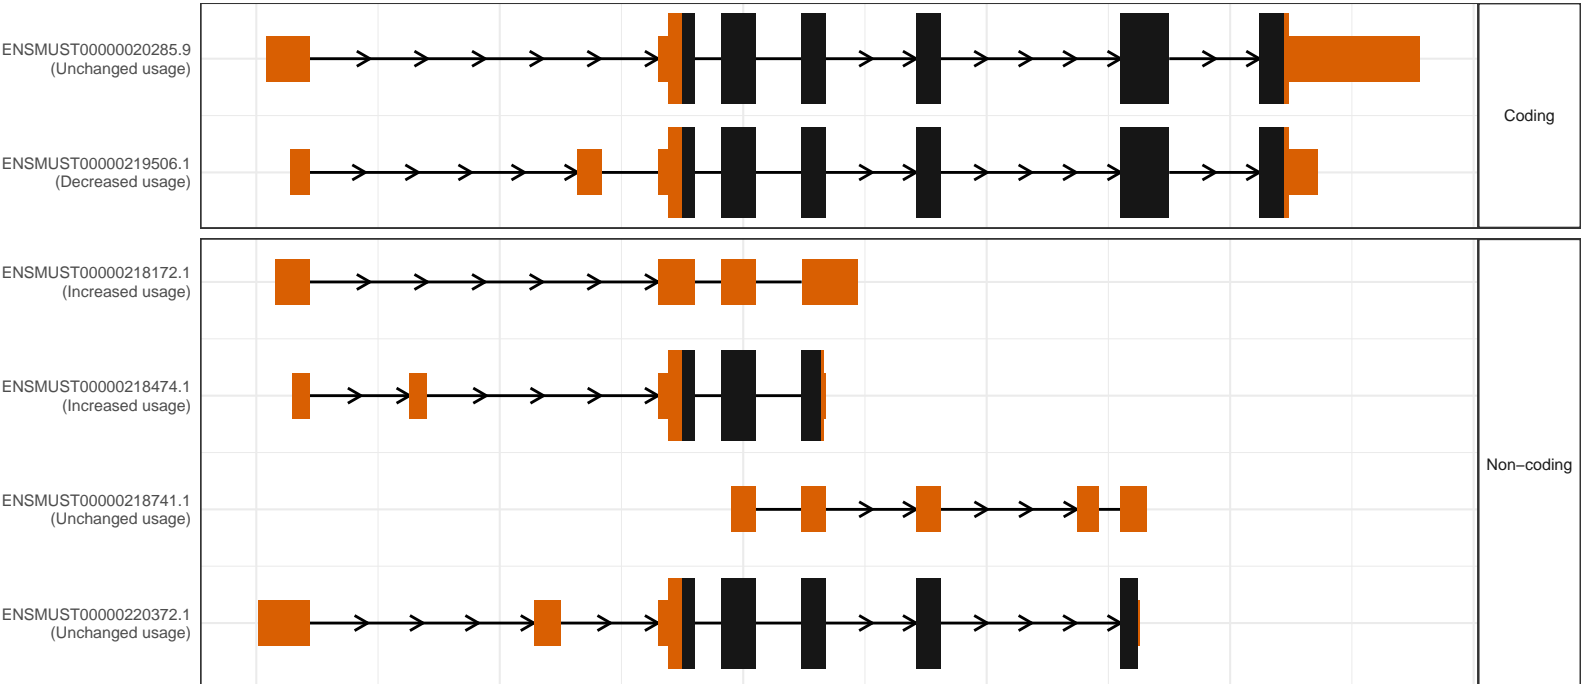 ENSMUST00000020285.9
(Unchanged usage)
ENSMUST00000219506.1
(Decreased usage)
Coding
ENSMUST00000218172.1
(Increased usage)
ENSMUST00000218474.1
(Increased usage)
ENSMUST00000218741.1
(Unchanged usage)
ENSMUST00000220372.1
(Unchanged usage)
Non−coding